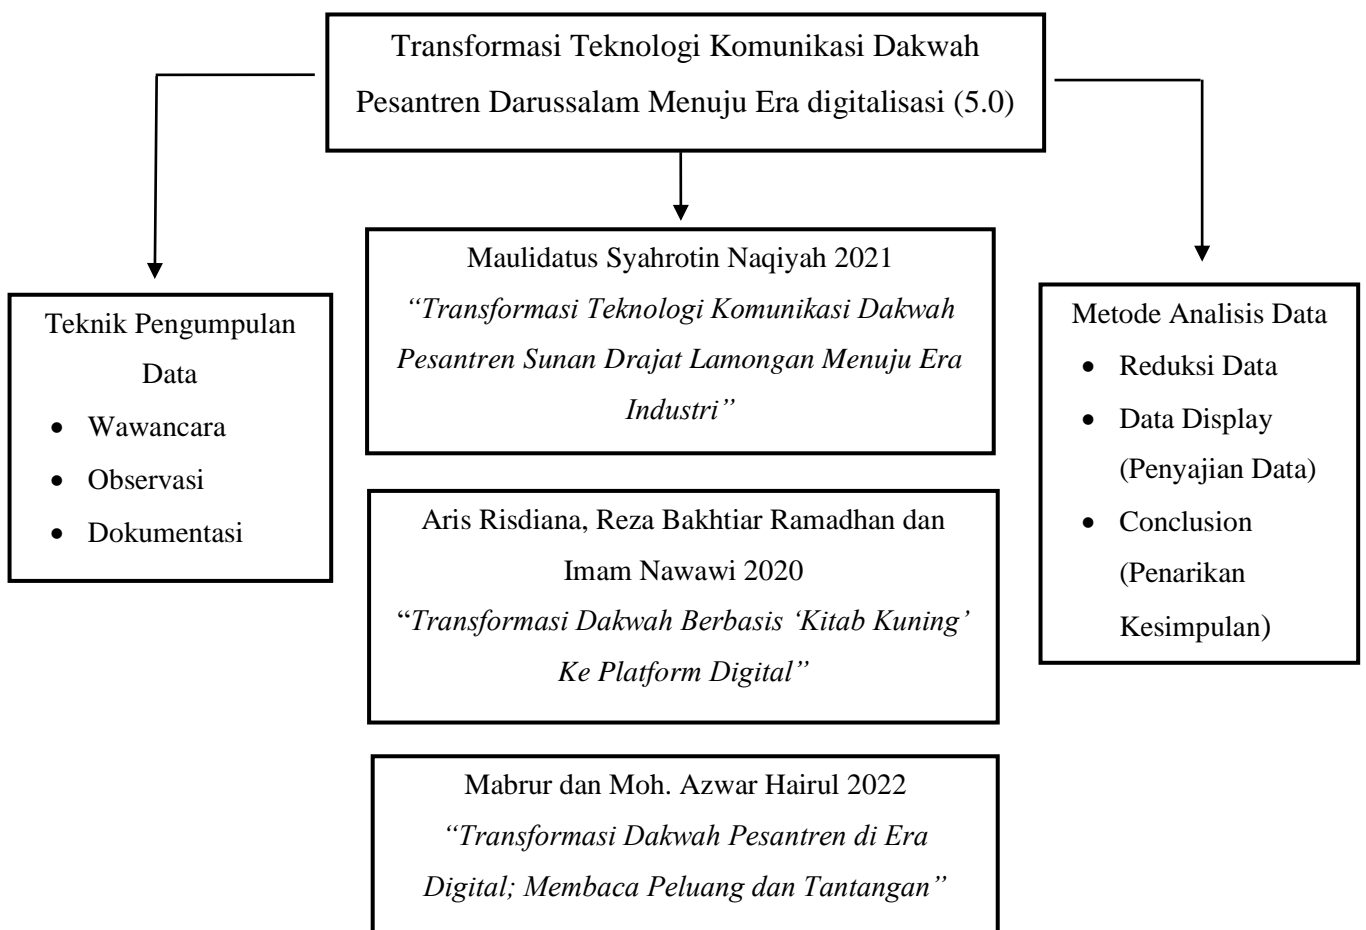 Transformasi Teknologi Komunikasi Dakwah
Pesantren Darussalam Menuju Era digitalisasi (5.0)
Teknik Pengumpulan
Data
• Wawancara
• Observasi
• Dokumentasi
Maulidatus Syahrotin Naqiyah 2021
“Transformasi Teknologi Komunikasi Dakwah
Pesantren Sunan Drajat Lamongan Menuju Era
Industri”
Aris Risdiana, Reza Bakhtiar Ramadhan dan
Imam Nawawi 2020
“Transformasi Dakwah Berbasis ‘Kitab Kuning’
Ke Platform Digital”
Mabrur dan Moh. Azwar Hairul 2022
“Transformasi Dakwah Pesantren di Era
Digital; Membaca Peluang dan Tantangan”
Metode Analisis Data
• Reduksi Data
• Data Display
(Penyajian Data)
• Conclusion
(Penarikan
Kesimpulan)